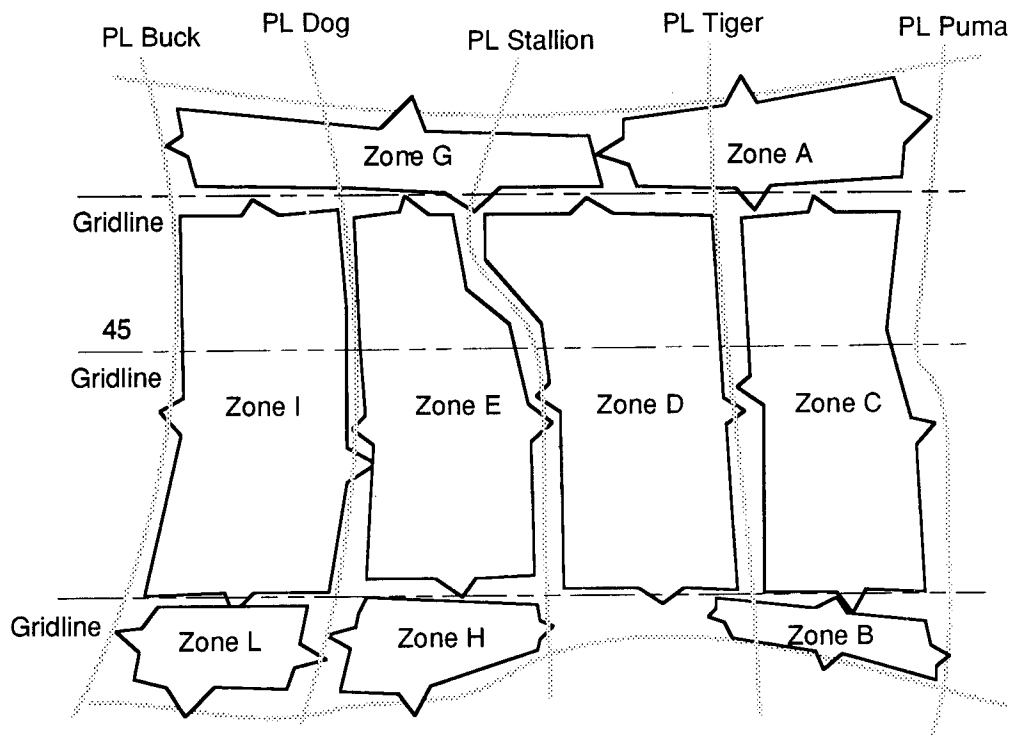 PL Buck
PL Dog
PL Stallion
PL Tiger
PL Puma
Zone G
Zone A
Gridline
45
Gridline
Zone I
Zone E
Zone D
Zone C
Gridline
Zone L
Zone H
Zone B